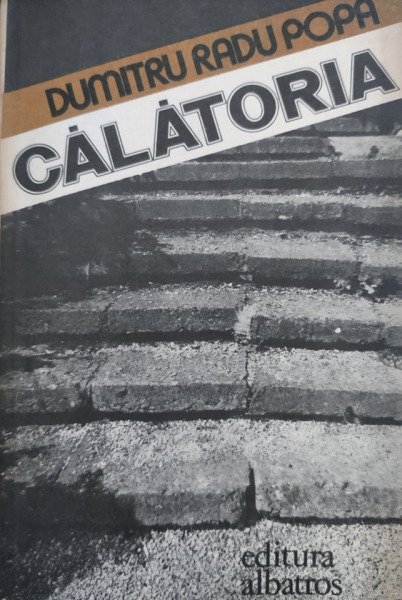 DUMITRU RADU POPA
CĂLĂTORIA
editura
albatros